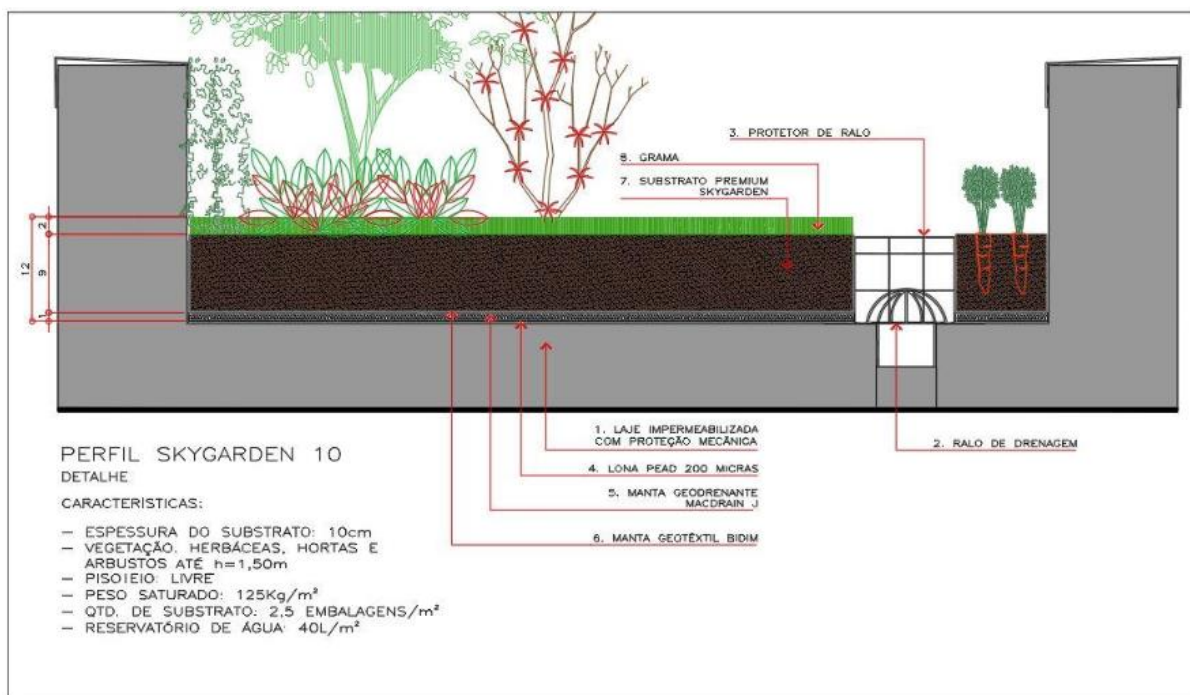 3. PROTETOR DE RALO
8. GRAMA
7. SUBSTRATO PREMIUM
SKYGARDEN
2
12
9
1
1. LAJE IMPERMEABILIZADA
COM PROTEÇÃO MECÂNICA
2. RALO DE DRENAGEM
4. LONA PEAD 200 MICRAS
5. MANTA GEODRENANTE
MACDRAIN J
6. MANTA GEOTÊXTIL BIDIM
PERFIL SKYGARDEN 10
DETALHE
CARACTERÍSTICAS:
– ESPESSURA DO SUBSTRATO: 10cm
– VEGETAÇÃO: HERBÁCEAS, HORTAS E
ARBUSTOS ATÉ h=1,50m
– PISOTEIO: LIVRE
– PESO SATURADO: 125Kg/m²
– QTD. DE SUBSTRATO: 2,5 EMBALAGENS/m²
– RESERVATÓRIO DE ÁGUA: 40L/m²